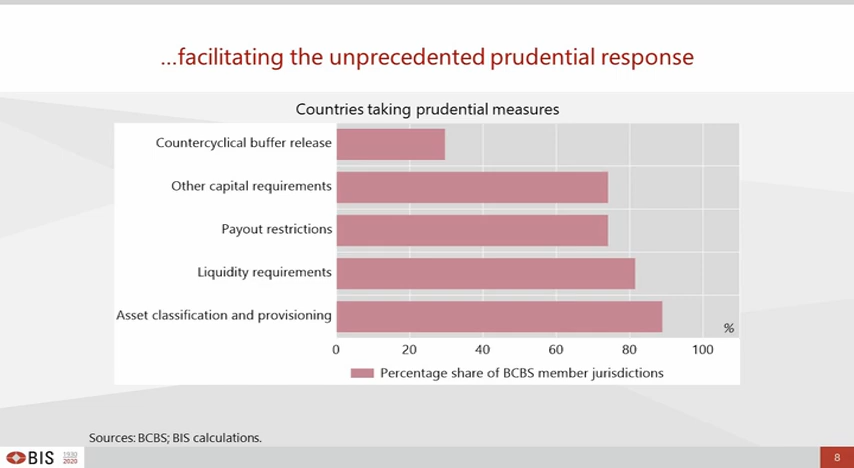 ...facilitating the unprecedented prudential response
Countries taking prudential measures
Countercyclical buffer release
Other capital requirements
Payout restrictions
Liquidity requirements
Asset classification and provisioning
%
0 20 40 60 80 100
Percentage share of BCBS member jurisdictions
Sources: BCBS; BIS calculations.
BIS 1930
2020
8